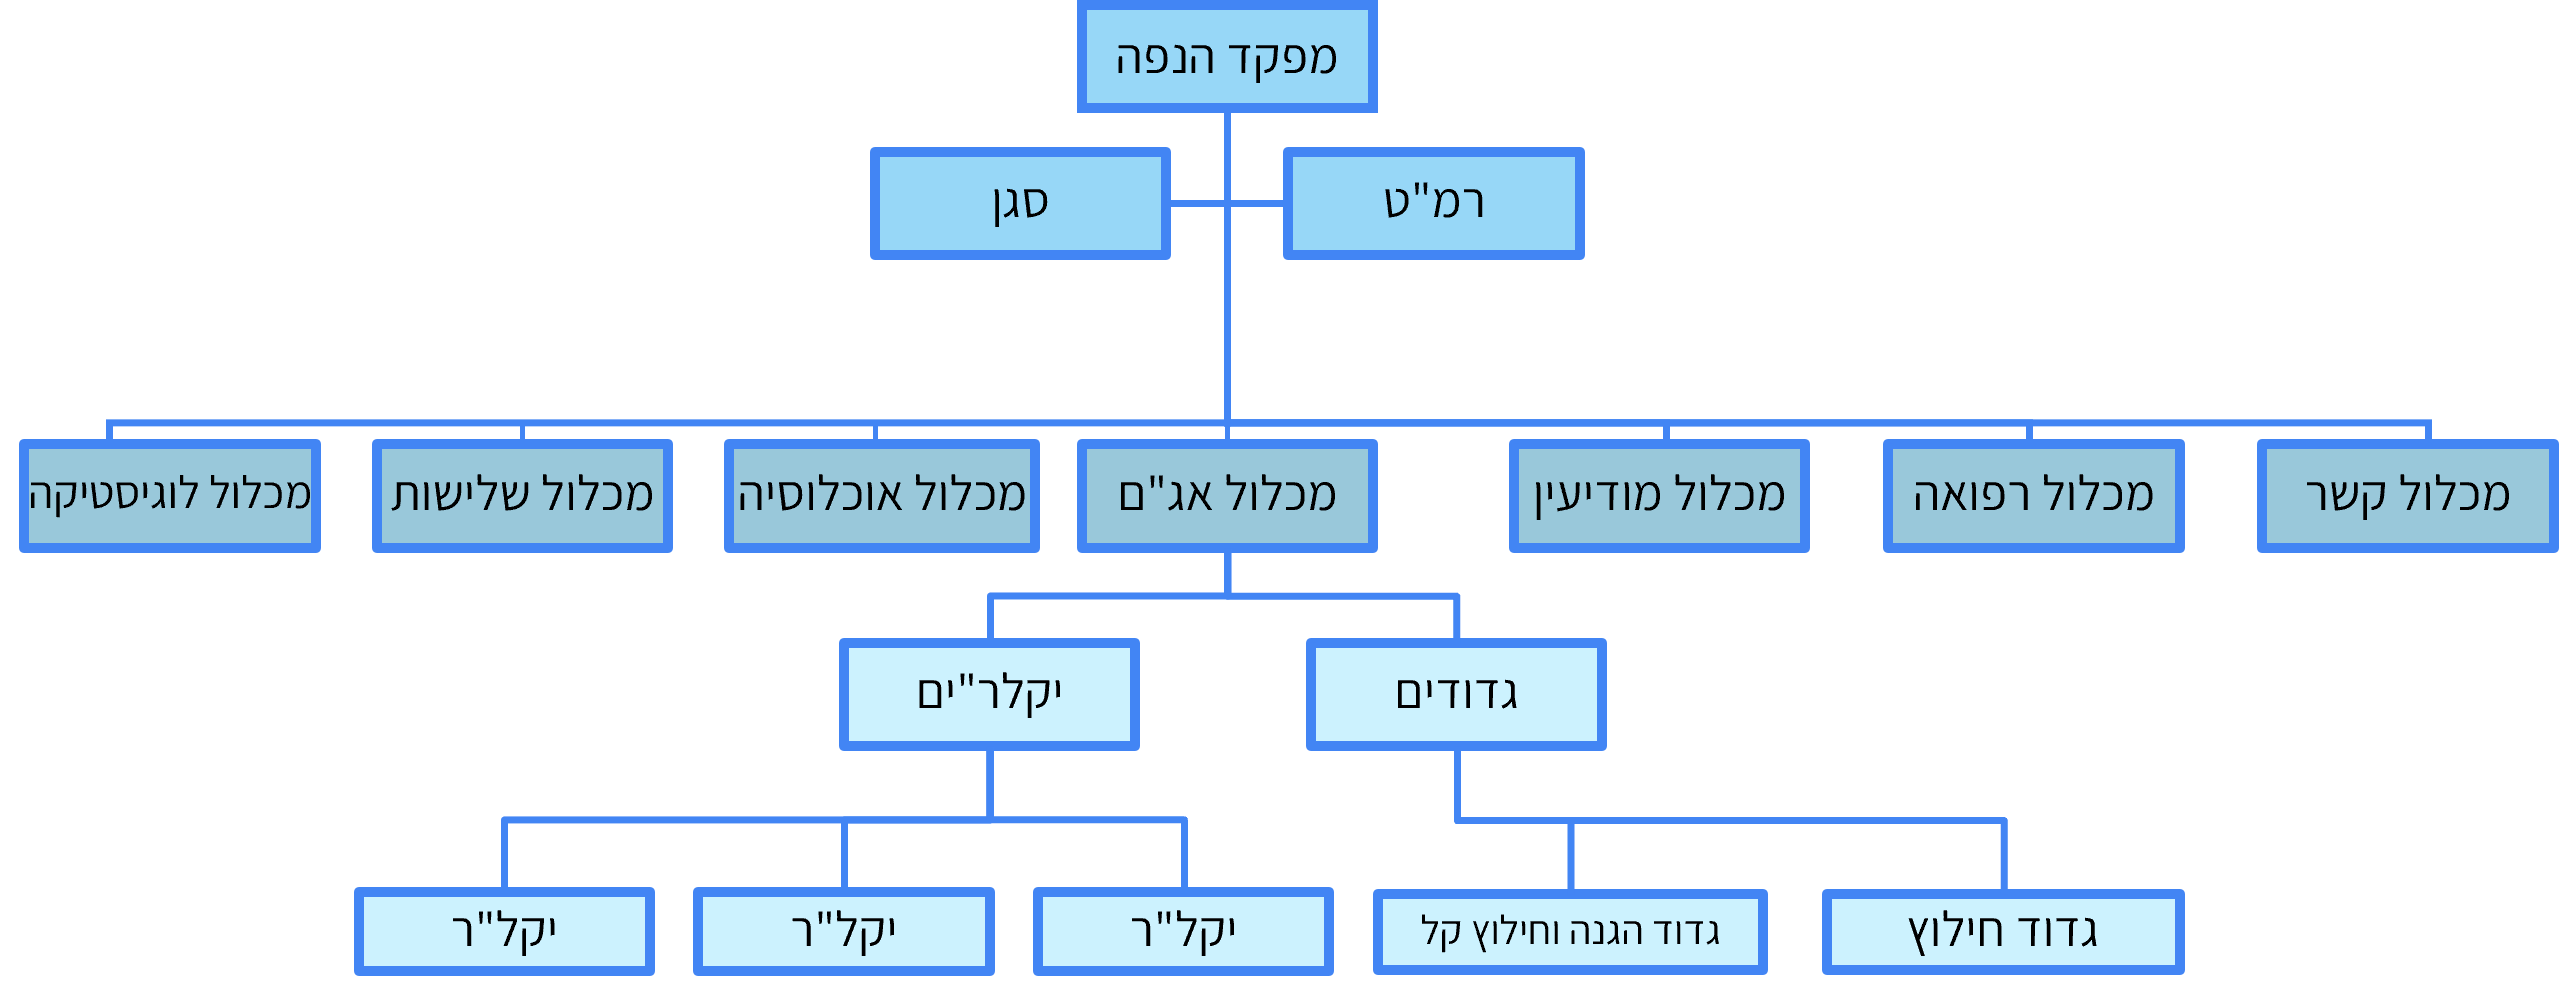 מפקד הנפה
רמ"ט
סגן
מכלול קשר
מכלול רפואה
מכלול מודיעין
מכלול אג"ם
מכלול אוכלוסיה
מכלול שלישות
מכלול לוגיסטיקה
גדודים
יקלר"ים
גדוד חילוץ
גדוד הגנה וחילוץ קל
יקל"ר
יקל"ר
יקל"ר